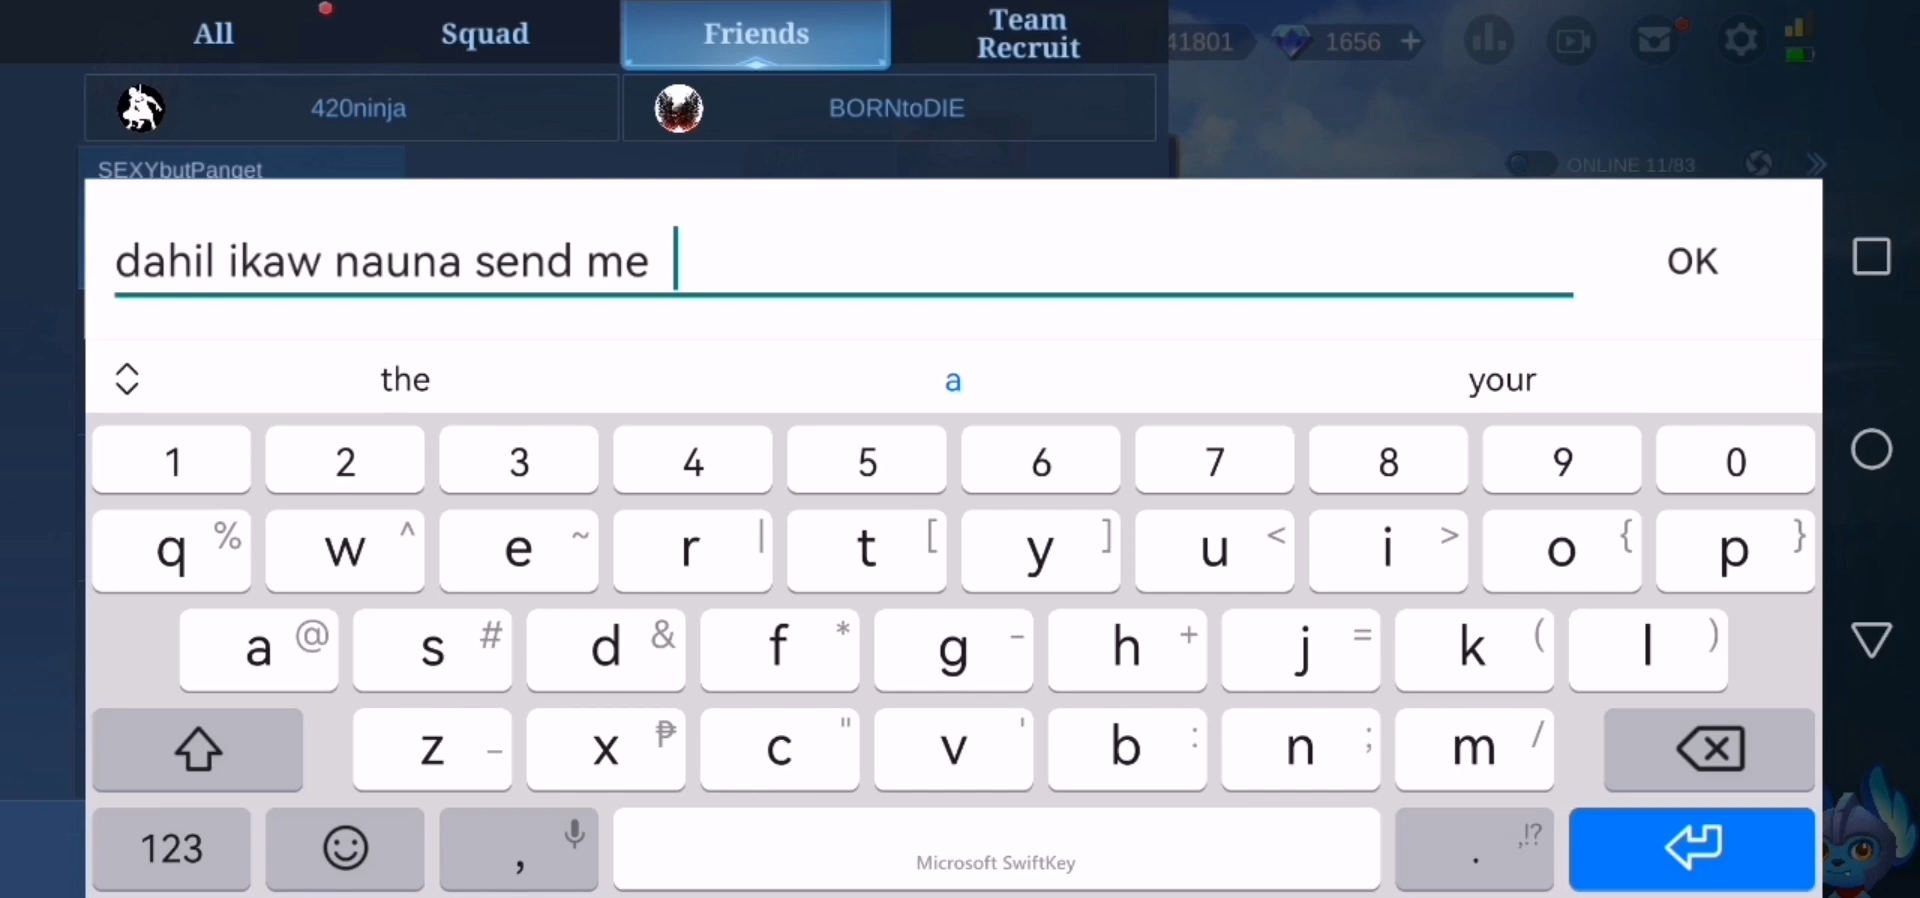 All Squad Friends Team Recruit
41801 1656 +
420ninja BORNtoDIE
SEXYbutPanget
ONLINE 11/83
dahil ikaw nauna send me
OK
the a your
1 2 3 4 5 6 7 8 9 0
q % w ^ e ~ r | t [ y ] u < i > o { p }
a @ s # d & f * g - h + j = k ( l )
z _ x ₱ c " v ' b : n ; m /
123 , Microsoft SwiftKey . ,!?